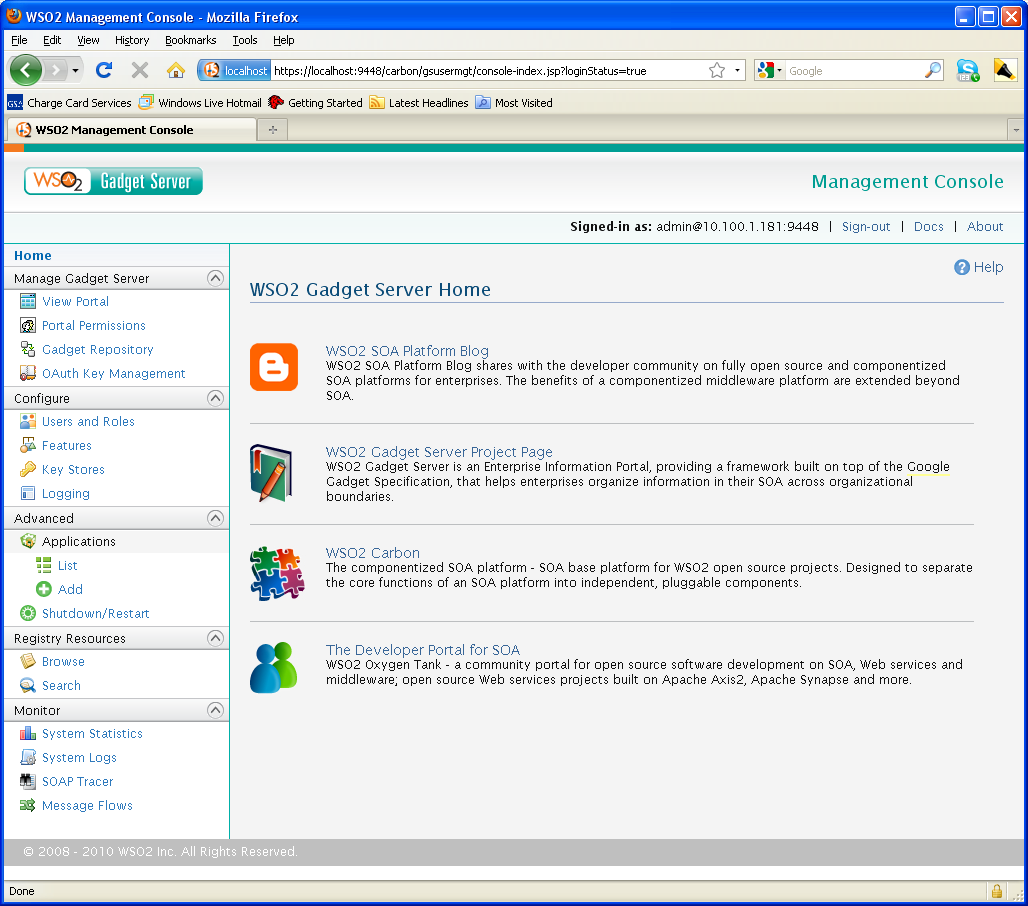 WSO2 Management Console - Mozilla Firefox
File Edit View History Bookmarks Tools Help
localhost https://localhost:9448/carbon/gsusermgt/console-index.jsp?loginStatus=true Google
GSA Charge Card Services Windows Live Hotmail Getting Started Latest Headlines Most Visited
WSO2 Management Console
WSO2 Gadget Server
Management Console
Signed-in as: admin@10.100.1.181:9448 | Sign-out | Docs | About
Home
Manage Gadget Server
View Portal
Portal Permissions
Gadget Repository
OAuth Key Management
Configure
Users and Roles
Features
Key Stores
Logging
Advanced
Applications
List
Add
Shutdown/Restart
Registry Resources
Browse
Search
Monitor
System Statistics
System Logs
SOAP Tracer
Message Flows
Help
WSO2 Gadget Server Home
WSO2 SOA Platform Blog
WSO2 SOA Platform Blog shares with the developer community on fully open source and componentized
SOA platforms for enterprises. The benefits of a componentized middleware platform are extended beyond
SOA.
WSO2 Gadget Server Project Page
WSO2 Gadget Server is an Enterprise Information Portal, providing a framework built on top of the Google
Gadget Specification, that helps enterprises organize information in their SOA across organizational
boundaries.
WSO2 Carbon
The componentized SOA platform - SOA base platform for WSO2 open source projects. Designed to separate
the core functions of an SOA platform into independent, pluggable components.
The Developer Portal for SOA
WSO2 Oxygen Tank - a community portal for open source software development on SOA, Web services and
middleware; open source Web services projects built on Apache Axis2, Apache Synapse and more.
© 2008 - 2010 WSO2 Inc. All Rights Reserved.
Done